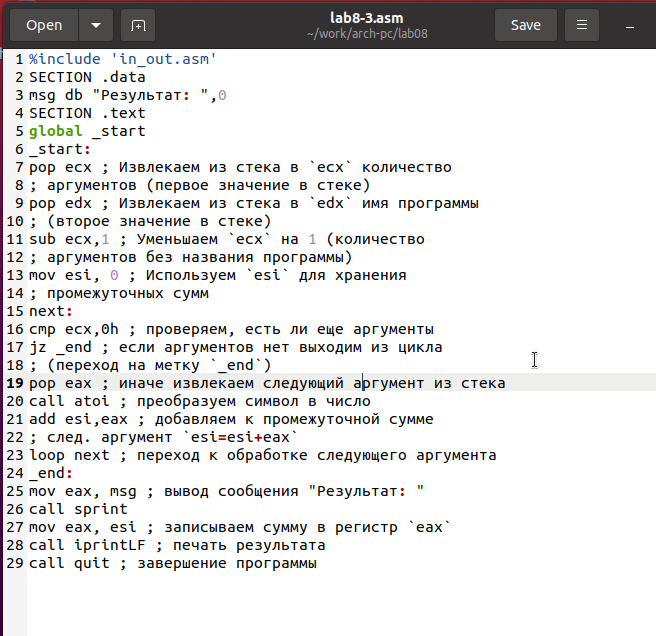 Open
lab8-3.asm
~/work/arch-pc/lab08
Save
1 %include 'in_out.asm'
2 SECTION .data
3 msg db "Результат: ",0
4 SECTION .text
5 global _start
6 _start:
7 pop ecx ; Извлекаем из стека в `ecx` количество
8 ; аргументов (первое значение в стеке)
9 pop edx ; Извлекаем из стека в `edx` имя программы
10 ; (второе значение в стеке)
11 sub ecx,1 ; Уменьшаем `ecx` на 1 (количество
12 ; аргументов без названия программы)
13 mov esi, 0 ; Используем `esi` для хранения
14 ; промежуточных сумм
15 next:
16 cmp ecx,0h ; проверяем, есть ли еще аргументы
17 jz _end ; если аргументов нет выходим из цикла
18 ; (переход на метку `_end`)
19 pop eax ; иначе извлекаем следующий аргумент из стека
20 call atoi ; преобразуем символ в число
21 add esi,eax ; добавляем к промежуточной сумме
22 ; след. аргумент `esi=esi+eax`
23 loop next ; переход к обработке следующего аргумента
24 _end:
25 mov eax, msg ; вывод сообщения "Результат: "
26 call sprint
27 mov eax, esi ; записываем сумму в регистр `eax`
28 call iprintLF ; печать результата
29 call quit ; завершение программы